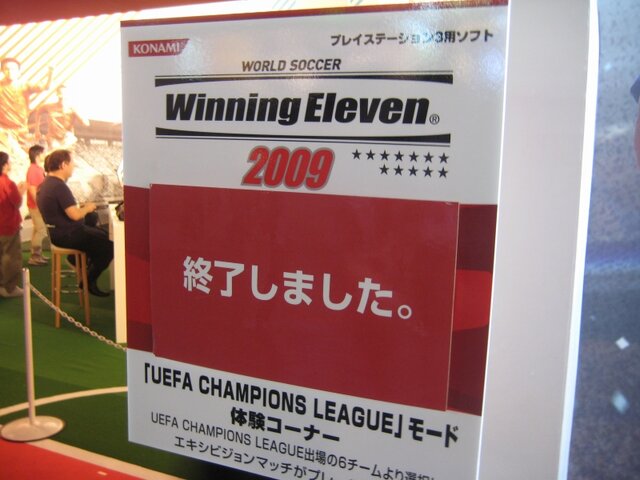 KONAMI
プレイステーション3用ソフト
WORLD SOCCER
Winning Eleven®
2009 ★★★★★★★
★★★★★
終了しました。
「UEFA CHAMPIONS LEAGUE」モード
体験コーナー
UEFA CHAMPIONS LEAGUE出場の6チームより選択し
エキシビジョンマッチがプレイ